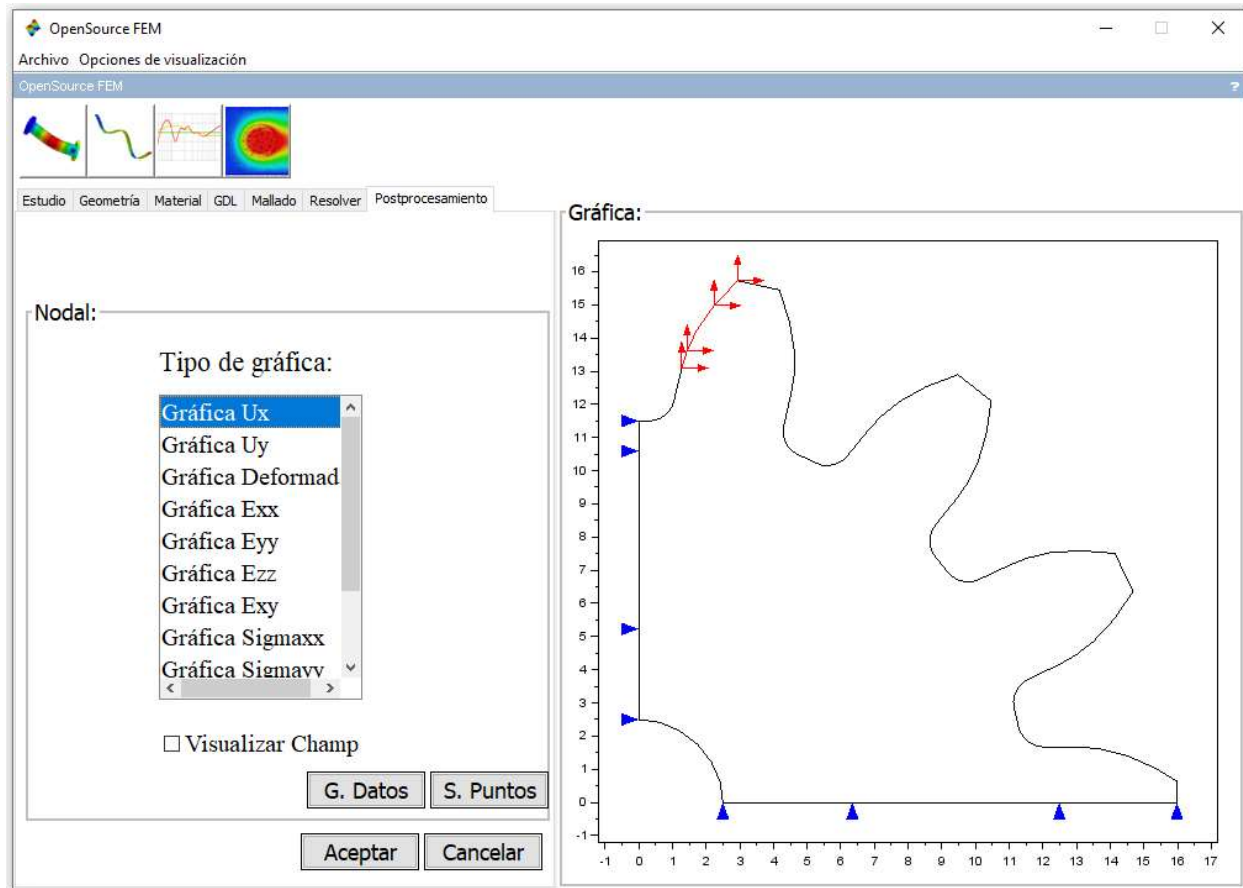 OpenSource FEM
Archivo Opciones de visualización
OpenSource FEM ?
Estudio Geometría Material GDL Mallado Resolver Postprocesamiento
Nodal:
Tipo de gráfica:
Gráfica Ux
Gráfica Uy
Gráfica Deformad
Gráfica Exx
Gráfica Eyy
Gráfica Ezz
Gráfica Exy
Gráfica Sigmaxx
Gráfica Sigmayy
Visualizar Champ
G. Datos S. Puntos
Aceptar Cancelar
Gráfica:
16
15
14
13
12
11
10
9
8
7
6
5
4
3
2
1
0
-1
-1 0 1 2 3 4 5 6 7 8 9 10 11 12 13 14 15 16 17